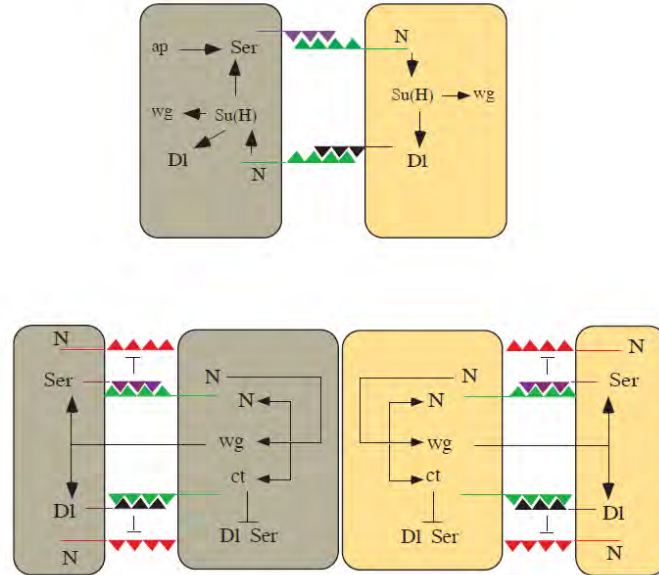 ap Ser N
wg Su(H) Su(H) wg
Dl N Dl
N N N N
Ser N N Ser
wg wg
ct ct
Dl Dl Ser Dl Ser Dl
N N